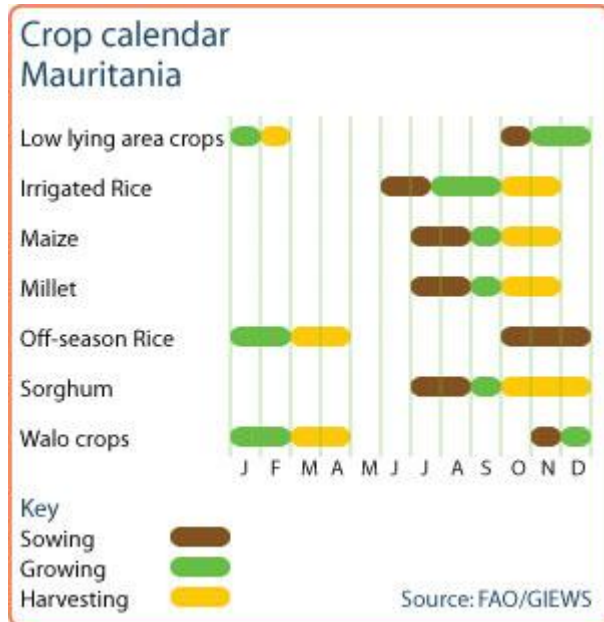 Crop calendar
Mauritania
Low lying area crops
Irrigated Rice
Maize
Millet
Off-season Rice
Sorghum
Walo crops
J F M A M J J A S O N D
Key
Sowing
Growing
Harvesting
Source: FAO/GIEWS